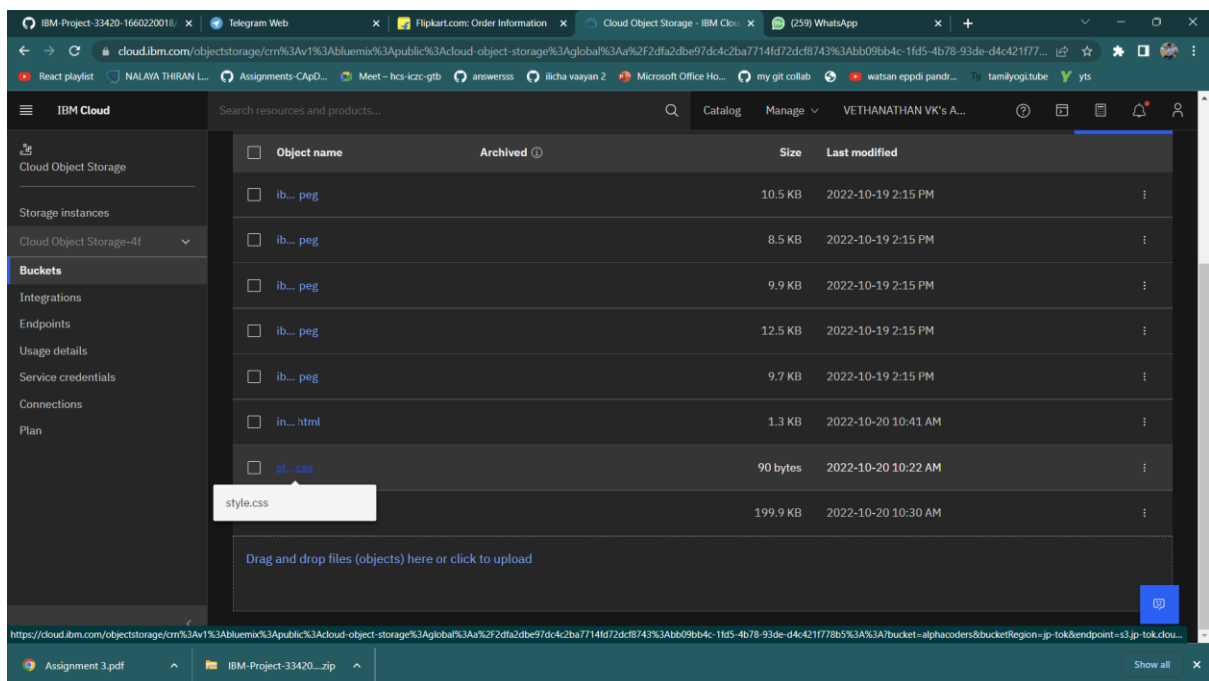 IBM-Project-33420-1660220018/
Telegram Web
Flipkart.com: Order Information
Cloud Object Storage - IBM Clou
(259) WhatsApp
cloud.ibm.com/objectstorage/crn%3Av1%3Abluemix%3Apublic%3Acloud-object-storage%3Aglobal%3Aa%2F2dfa2dbe97dc4c2ba7714fd72dcf8743%3Abb09bb4c-1fd5-4b78-93de-d4c421f77...
React playlist
NALAYA THIRAN L...
Assignments-CApD...
Meet – hcs-iczc-gtb
answersss
ilicha vaayan 2
Microsoft Office Ho...
my git collab
watsan eppdi pandr...
tamilyogi.tube
yts
IBM Cloud
Search resources and products...
Catalog
Manage
VETHANATHAN VK's A...
Cloud Object Storage
Storage instances
Cloud Object Storage-4f
Buckets
Integrations
Endpoints
Usage details
Service credentials
Connections
Plan
Object name Archived Size Last modified
ib... peg 10.5 KB 2022-10-19 2:15 PM
ib... peg 8.5 KB 2022-10-19 2:15 PM
ib... peg 9.9 KB 2022-10-19 2:15 PM
ib... peg 12.5 KB 2022-10-19 2:15 PM
ib... peg 9.7 KB 2022-10-19 2:15 PM
in... html 1.3 KB 2022-10-20 10:41 AM
st... css 90 bytes 2022-10-20 10:22 AM
style.css
199.9 KB 2022-10-20 10:30 AM
Drag and drop files (objects) here or click to upload
https://cloud.ibm.com/objectstorage/crn%3Av1%3Abluemix%3Apublic%3Acloud-object-storage%3Aglobal%3Aa%2F2dfa2dbe97dc4c2ba7714fd72dcf8743%3Abb09bb4c-1fd5-4b78-93de-d4c421f778b5%3A%3A?bucket=alphacoders&bucketRegion=jp-tok&endpoint=s3.jp-tok.clou...
Assignment 3.pdf
IBM-Project-33420....zip
Show all